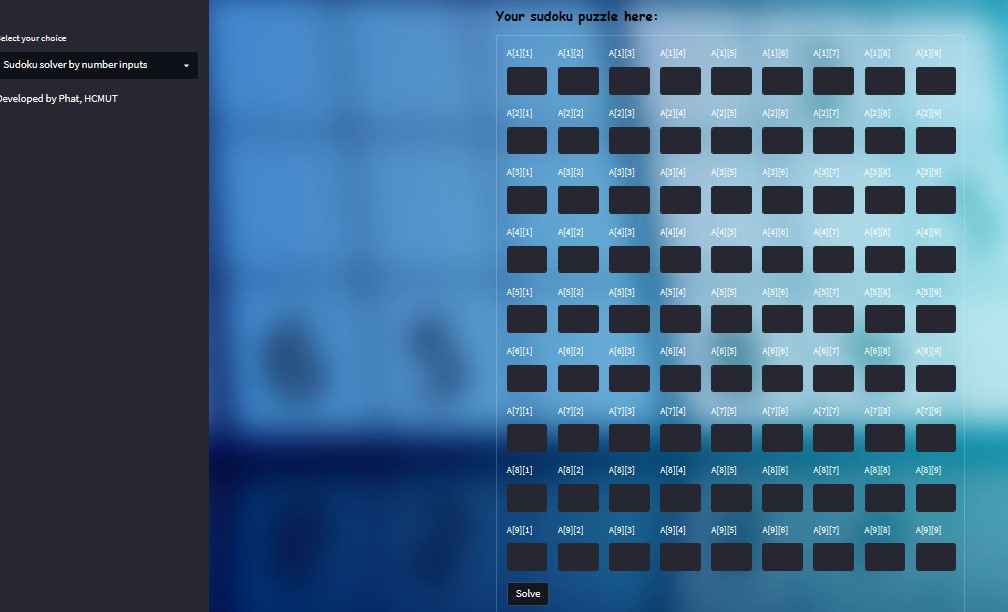 Your sudoku puzzle here:
Select your choice
Sudoku solver by number inputs
Developed by Phat, HCMUT
A[1][1] A[1][2] A[1][3] A[1][4] A[1][5] A[1][6] A[1][7] A[1][8] A[1][9]
A[2][1] A[2][2] A[2][3] A[2][4] A[2][5] A[2][6] A[2][7] A[2][8] A[2][9]
A[3][1] A[3][2] A[3][3] A[3][4] A[3][5] A[3][6] A[3][7] A[3][8] A[3][9]
A[4][1] A[4][2] A[4][3] A[4][4] A[4][5] A[4][6] A[4][7] A[4][8] A[4][9]
A[5][1] A[5][2] A[5][3] A[5][4] A[5][5] A[5][6] A[5][7] A[5][8] A[5][9]
A[6][1] A[6][2] A[6][3] A[6][4] A[6][5] A[6][6] A[6][7] A[6][8] A[6][9]
A[7][1] A[7][2] A[7][3] A[7][4] A[7][5] A[7][6] A[7][7] A[7][8] A[7][9]
A[8][1] A[8][2] A[8][3] A[8][4] A[8][5] A[8][6] A[8][7] A[8][8] A[8][9]
A[9][1] A[9][2] A[9][3] A[9][4] A[9][5] A[9][6] A[9][7] A[9][8] A[9][9]
Solve